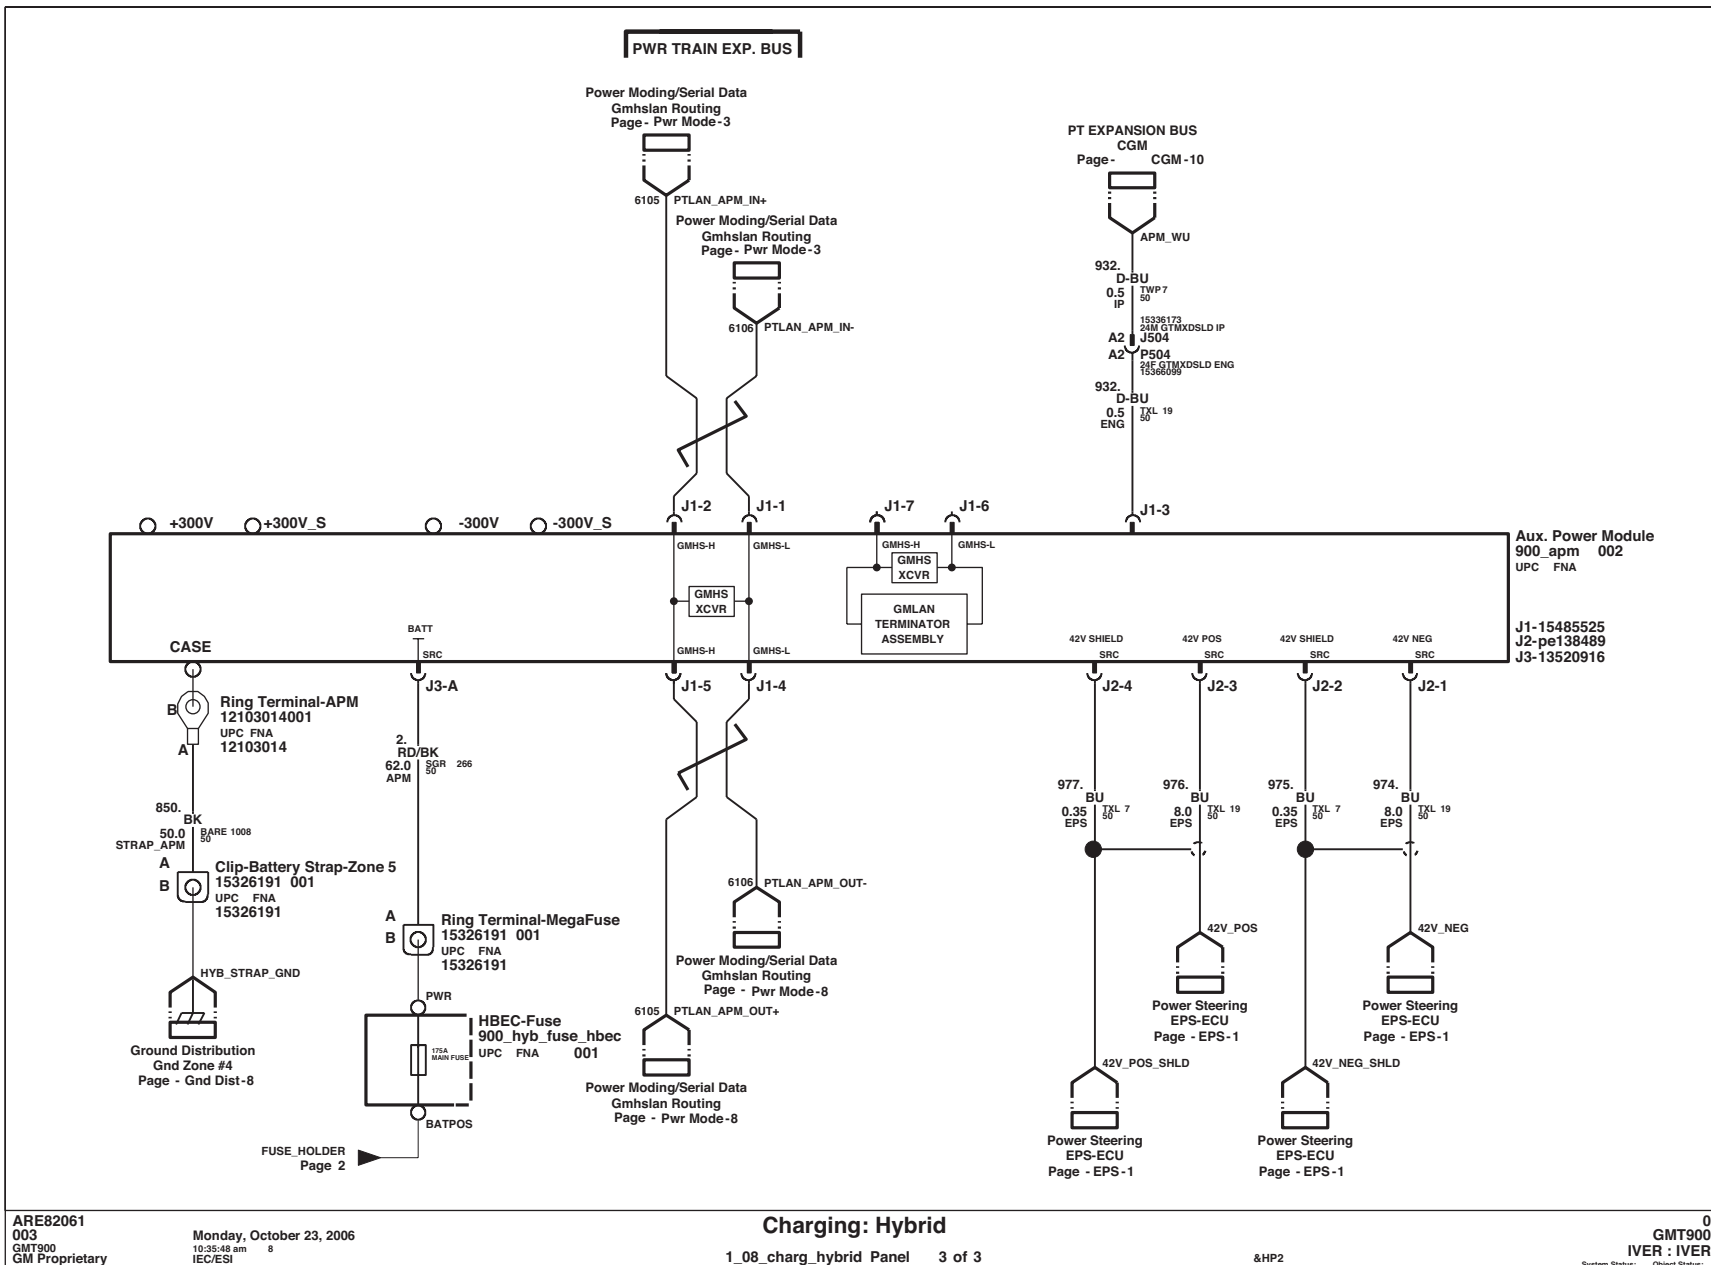 PWR TRAIN EXP. BUS
Power Moding/Serial Data
Gmhslan Routing
Page - Pwr Mode-3
6105 PTLAN_APM_IN+
Power Moding/Serial Data
Gmhslan Routing
Page - Pwr Mode-3
6106 PTLAN_APM_IN-
PT EXPANSION BUS
CGM
Page - CGM-10
APM_WU
932.
D-BU
0.5 TWP 7
IP 50
15336173
24M GTMXDSLD IP
A2 J504
A2 P504
24F GTMXDSLD ENG
15366099
932.
D-BU
0.5 TXL 19
ENG 50
J1-2 J1-1 J1-7 J1-6 J1-3
+300V +300V_S -300V -300V_S
GMHS-H GMHS-L GMHS-H GMHS-L
GMHS
XCVR
GMHS
XCVR
GMLAN
TERMINATOR
ASSEMBLY
Aux. Power Module
900_apm 002
UPC FNA
J1-15485525
J2-pe138489
J3-13520916
CASE
BATT
SRC
GMHS-H GMHS-L
42V SHIELD 42V POS 42V SHIELD 42V NEG
SRC SRC SRC SRC
J3-A J1-5 J1-4 J2-4 J2-3 J2-2 J2-1
B
A
Ring Terminal-APM
12103014001
UPC FNA
12103014
850.
BK
50.0 BARE 1008
STRAP_APM 50
A
B
Clip-Battery Strap-Zone 5
15326191 001
UPC FNA
15326191
HYB_STRAP_GND
Ground Distribution
Gnd Zone #4
Page - Gnd Dist-8
2.
RD/BK
62.0 SGR 266
APM 50
A
B
Ring Terminal-MegaFuse
15326191 001
UPC FNA
15326191
PWR
175A
MAIN FUSE
HBEC-Fuse
900_hyb_fuse_hbec
UPC FNA 001
BATPOS
FUSE_HOLDER
Page 2
6106 PTLAN_APM_OUT-
Power Moding/Serial Data
Gmhslan Routing
Page - Pwr Mode-8
6105 PTLAN_APM_OUT+
Power Moding/Serial Data
Gmhslan Routing
Page - Pwr Mode-8
977.
BU
0.35 TXL 7
EPS 50
976.
BU
8.0 TXL 19
EPS 50
975.
BU
0.35 TXL 7
EPS 50
974.
BU
8.0 TXL 19
EPS 50
42V_POS
Power Steering
EPS-ECU
Page - EPS-1
42V_NEG
Power Steering
EPS-ECU
Page - EPS-1
42V_POS_SHLD
Power Steering
EPS-ECU
Page - EPS-1
42V_NEG_SHLD
Power Steering
EPS-ECU
Page - EPS-1
ARE82061
003
GMT900
GM Proprietary
Monday, October 23, 2006
10:35:48 am 8
IEC/ESI
Charging: Hybrid
1_08_charg_hybrid Panel 3 of 3
&HP2
0
GMT900
IVER : IVER
System Status: Object Status: